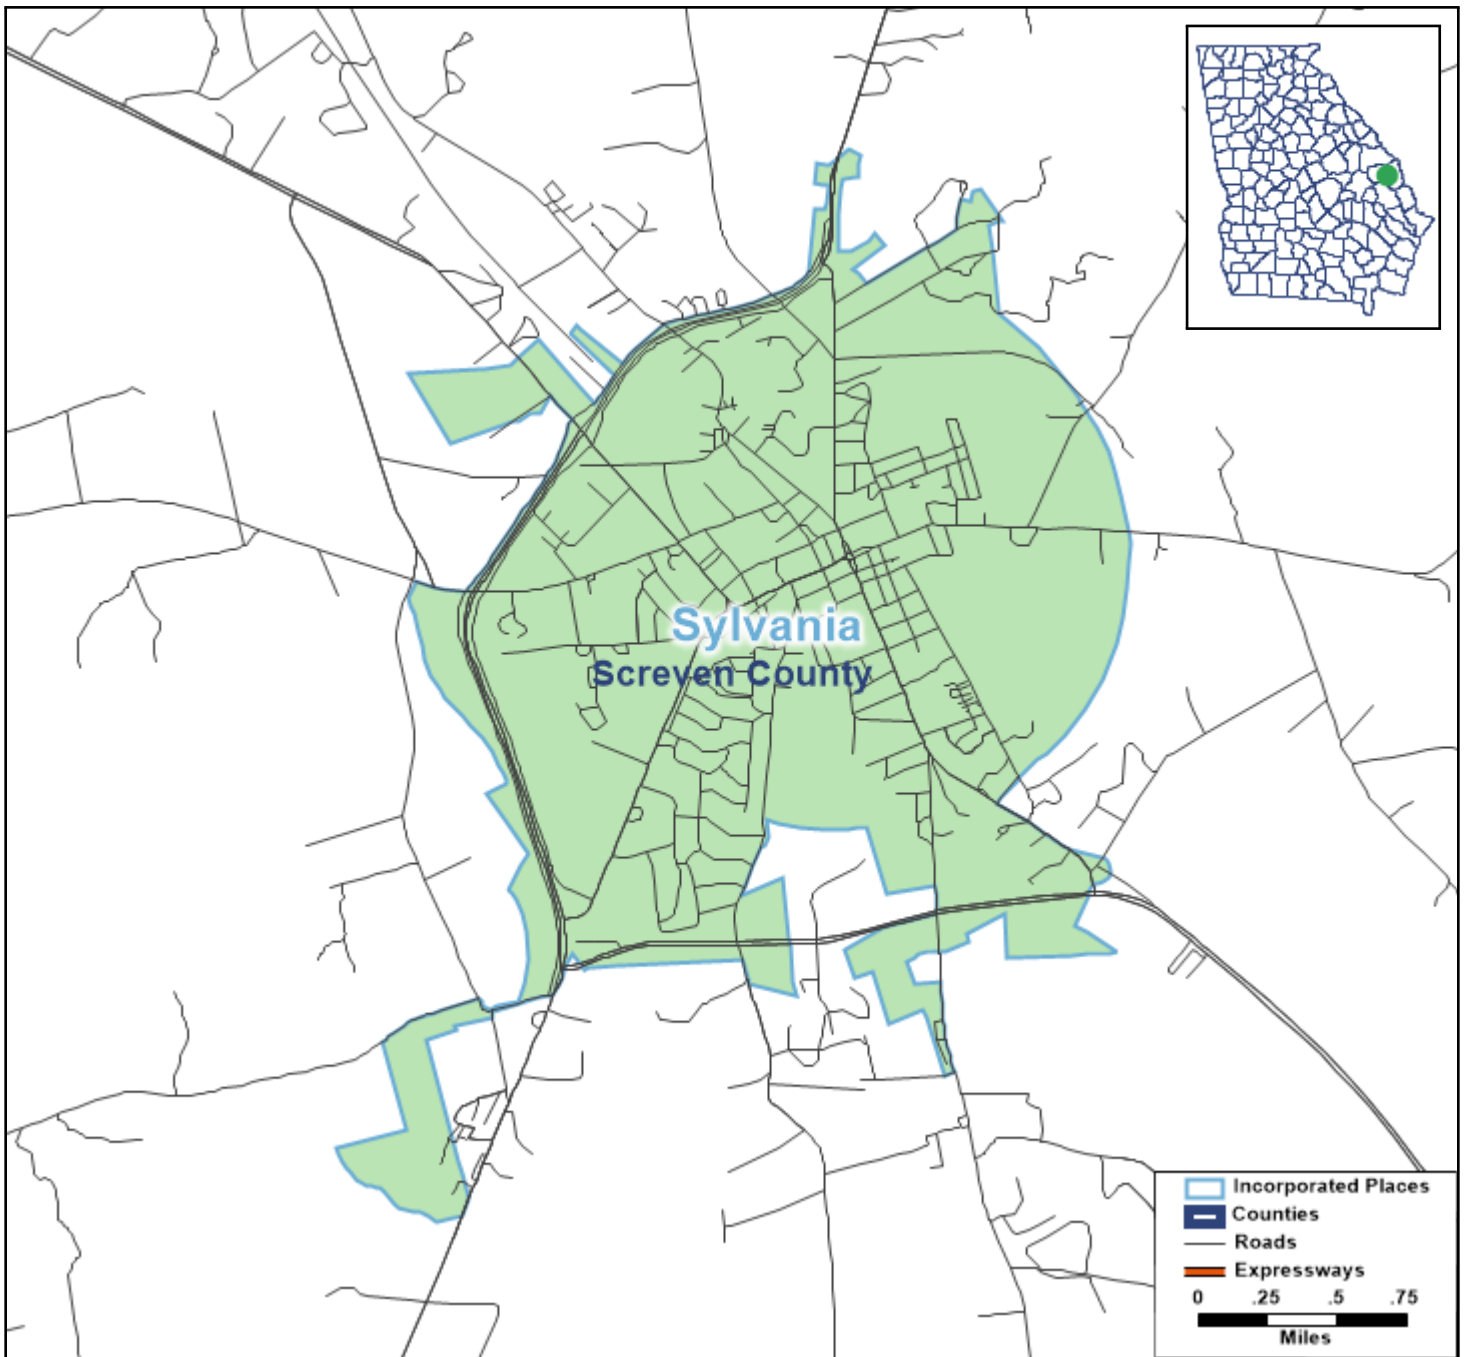 Sylvania
Screven County
Incorporated Places
Counties
Roads
Expressways
0 .25 .5 .75
Miles